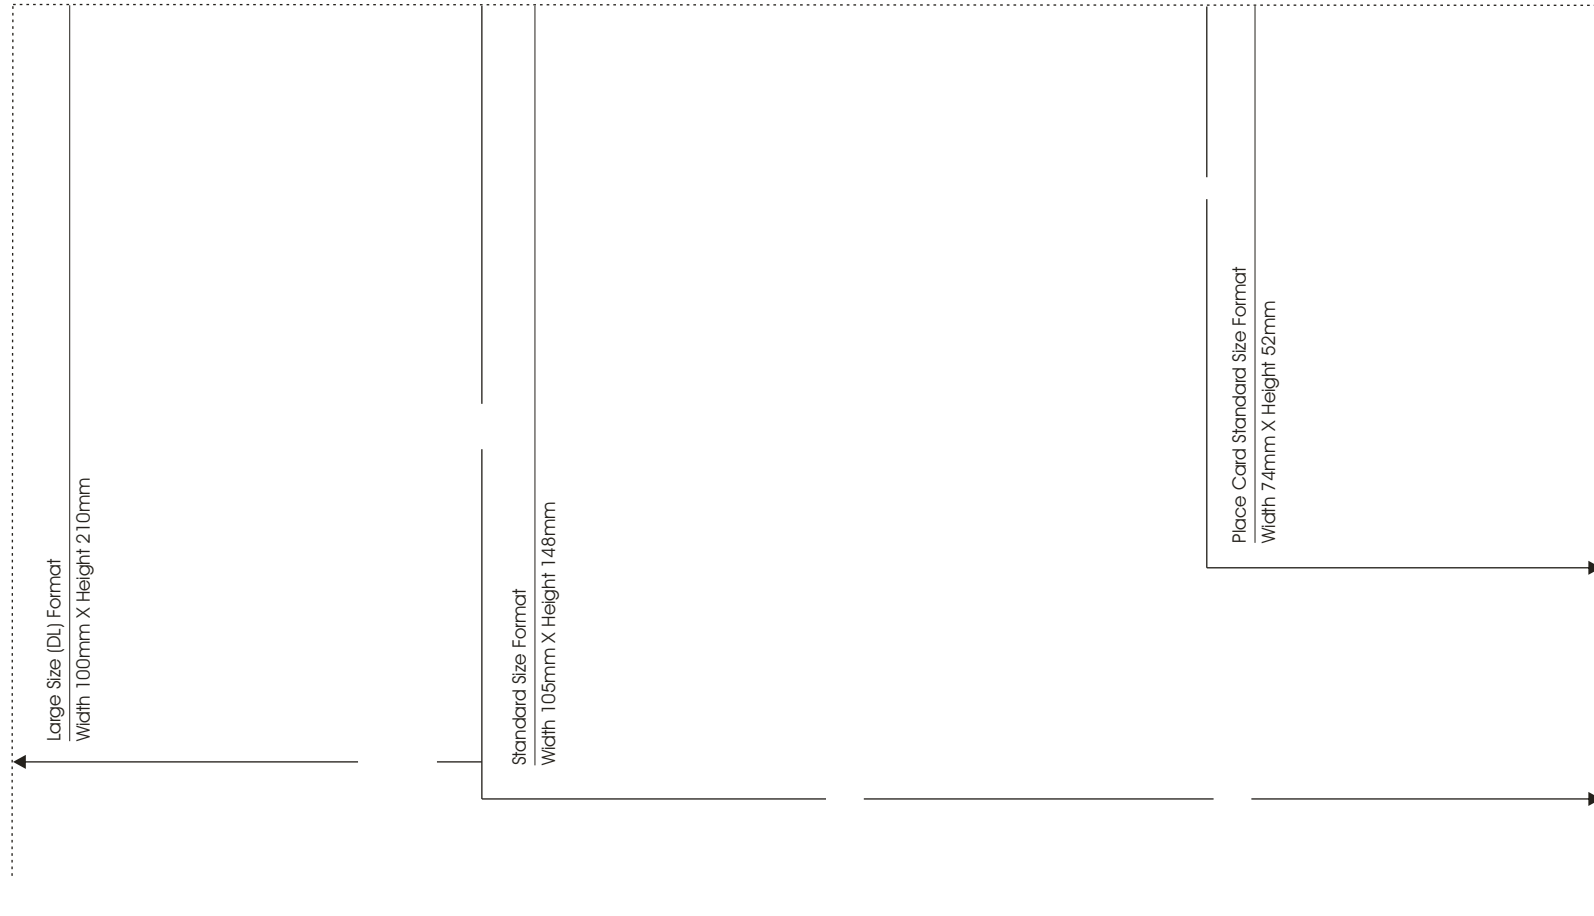 Large Size (DL) Format
Width 100mm X Height 210mm
Standard Size Format
Width 105mm X Height 148mm
Place Card Standard Size Format
Width 74mm X Height 52mm